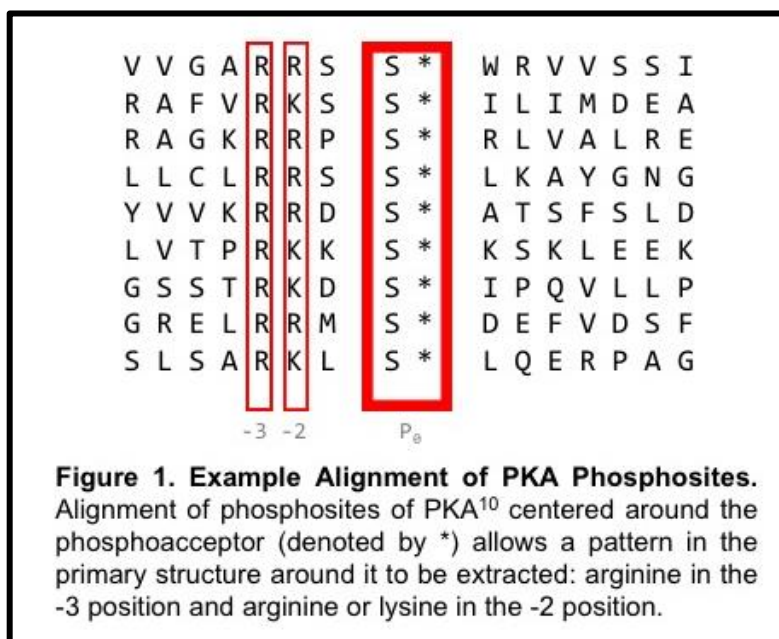 V V G A R R S S * W R V V S S I
R A F V R K S S * I L I M D E A
R A G K R R P S * R L V A L R E
L L C L R R S S * L K A Y G N G
Y V V K R R D S * A T S F S L D
L V T P R K K S * K S K L E E K
G S S T R K D S * I P Q V L L P
G R E L R R M S * D E F V D S F
S L S A R K L S * L Q E R P A G
-3 -2 P₀
Figure 1. Example Alignment of PKA Phosphosites.
Alignment of phosphosites of PKA¹⁰ centered around the
phosphoacceptor (denoted by *) allows a pattern in the
primary structure around it to be extracted: arginine in the
-3 position and arginine or lysine in the -2 position.